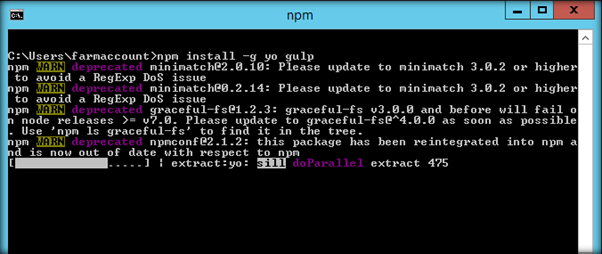 npm
C:\Users\farmaccount>npm install -g yo gulp
npm WARN deprecated minimatch@2.0.10: Please update to minimatch 3.0.2 or higher
 to avoid a RegExp DoS issue
npm WARN deprecated minimatch@0.2.14: Please update to minimatch 3.0.2 or higher
 to avoid a RegExp DoS issue
npm WARN deprecated graceful-fs@1.2.3: graceful-fs v3.0.0 and before will fail o
n node releases >= v7.0. Please update to graceful-fs@^4.0.0 as soon as possible
. Use 'npm ls graceful-fs' to find it in the tree.
npm WARN deprecated npmconf@2.1.2: this package has been reintegrated into npm a
nd is now out of date with respect to npm
[              .....] | extract:yo: sill doParallel extract 475